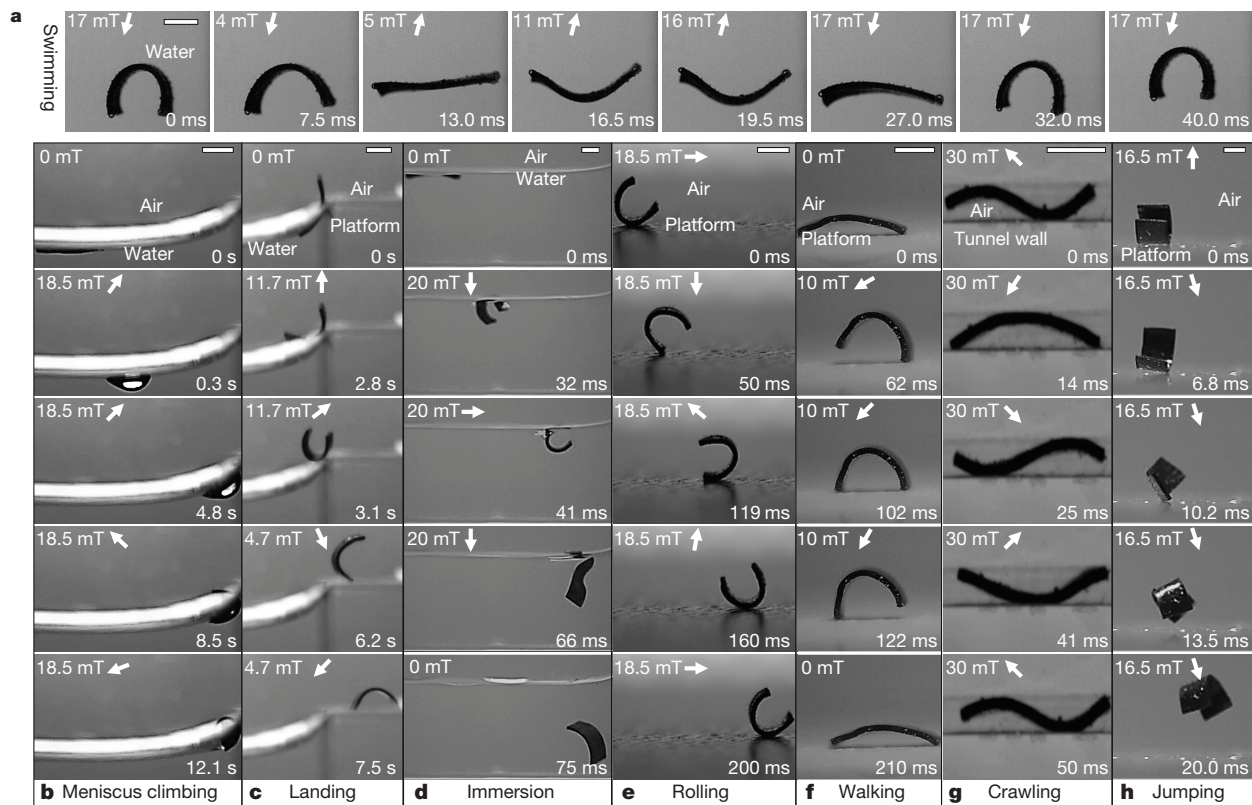 a
Swimming
17 mT
Water
0 ms
4 mT
7.5 ms
5 mT
13.0 ms
11 mT
16.5 ms
16 mT
19.5 ms
17 mT
27.0 ms
17 mT
32.0 ms
17 mT
40.0 ms
0 mT
Air
Water
0 s
18.5 mT
0.3 s
18.5 mT
4.8 s
18.5 mT
8.5 s
18.5 mT
12.1 s
b Meniscus climbing
0 mT
Air
Platform
Water
0 s
11.7 mT
2.8 s
11.7 mT
3.1 s
4.7 mT
6.2 s
4.7 mT
7.5 s
c Landing
0 mT
Air
Water
0 ms
20 mT
32 ms
20 mT
41 ms
20 mT
66 ms
0 mT
75 ms
d Immersion
18.5 mT
Air
Platform
0 ms
18.5 mT
50 ms
18.5 mT
119 ms
18.5 mT
160 ms
18.5 mT
200 ms
e Rolling
0 mT
Air
Platform
0 ms
10 mT
62 ms
10 mT
102 ms
10 mT
122 ms
0 mT
210 ms
f Walking
30 mT
Air
Tunnel wall
0 ms
30 mT
14 ms
30 mT
25 ms
30 mT
41 ms
30 mT
50 ms
g Crawling
16.5 mT
Air
Platform
0 ms
16.5 mT
6.8 ms
16.5 mT
10.2 ms
16.5 mT
13.5 ms
16.5 mT
20.0 ms
h Jumping